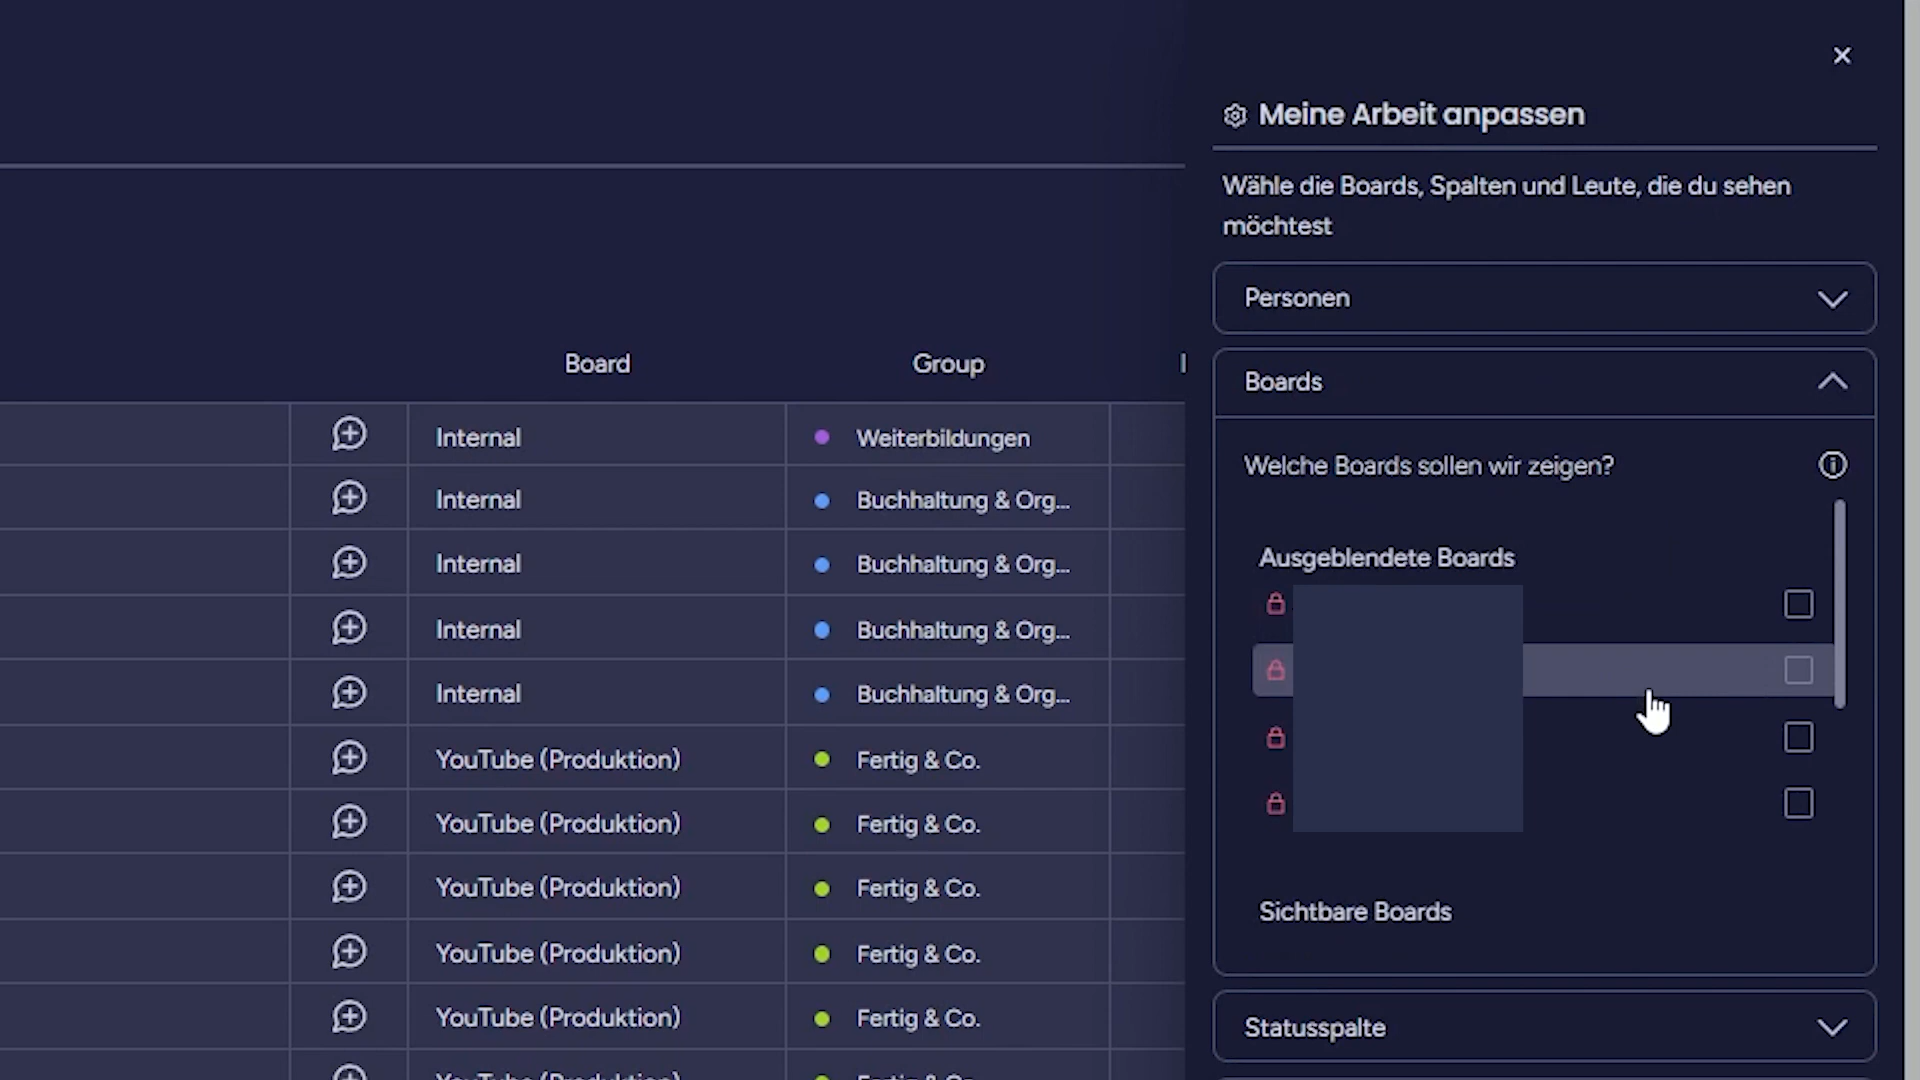 Meine Arbeit anpassen
Wähle die Boards, Spalten und Leute, die du sehen
möchtest
Personen
Board Group
Boards
Internal Weiterbildungen
Welche Boards sollen wir zeigen?
Internal Buchhaltung & Org...
Ausgeblendete Boards
Internal Buchhaltung & Org...
Internal Buchhaltung & Org...
Internal Buchhaltung & Org...
YouTube (Produktion) Fertig & Co.
YouTube (Produktion) Fertig & Co.
YouTube (Produktion) Fertig & Co.
Sichtbare Boards
YouTube (Produktion) Fertig & Co.
YouTube (Produktion) Fertig & Co.
Statusspalte